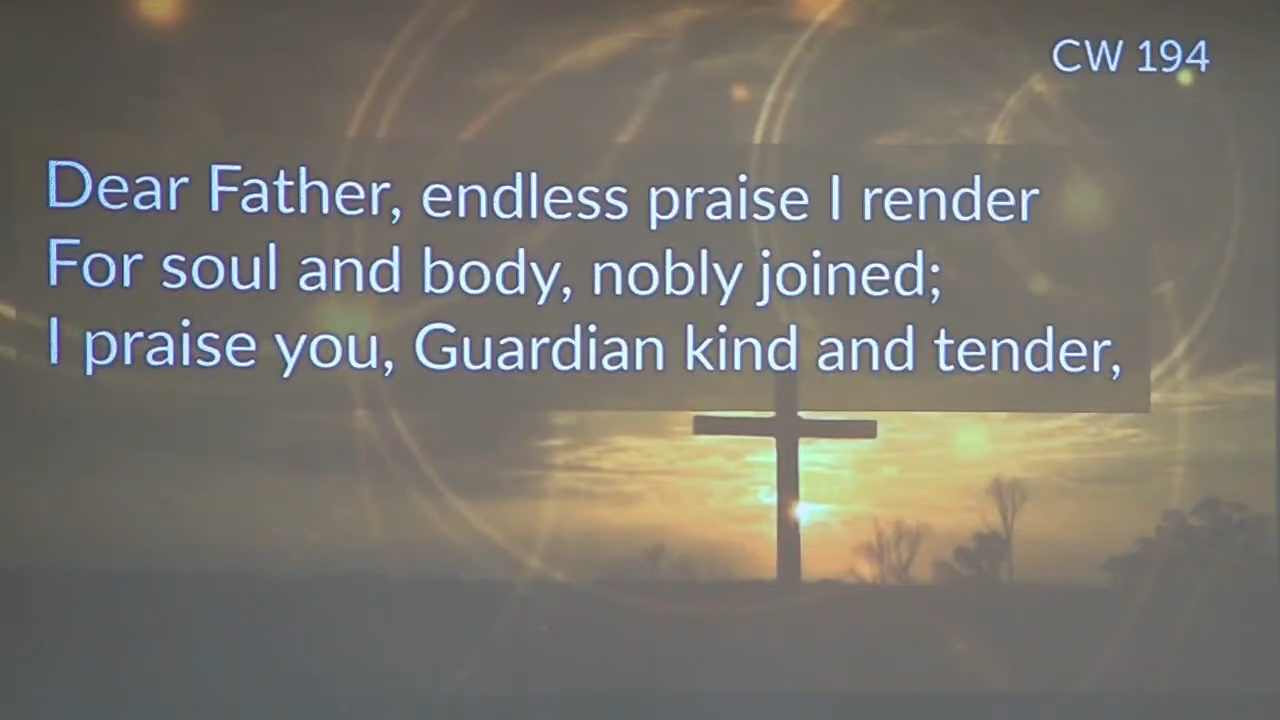 CW 194
Dear Father, endless praise I render
For soul and body, nobly joined;
I praise you, Guardian kind and tender,